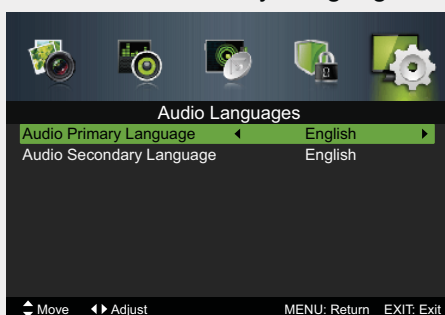 Audio Languages
Audio Primary Language English
Audio Secondary Language English
Move Adjust MENU: Return EXIT: Exit